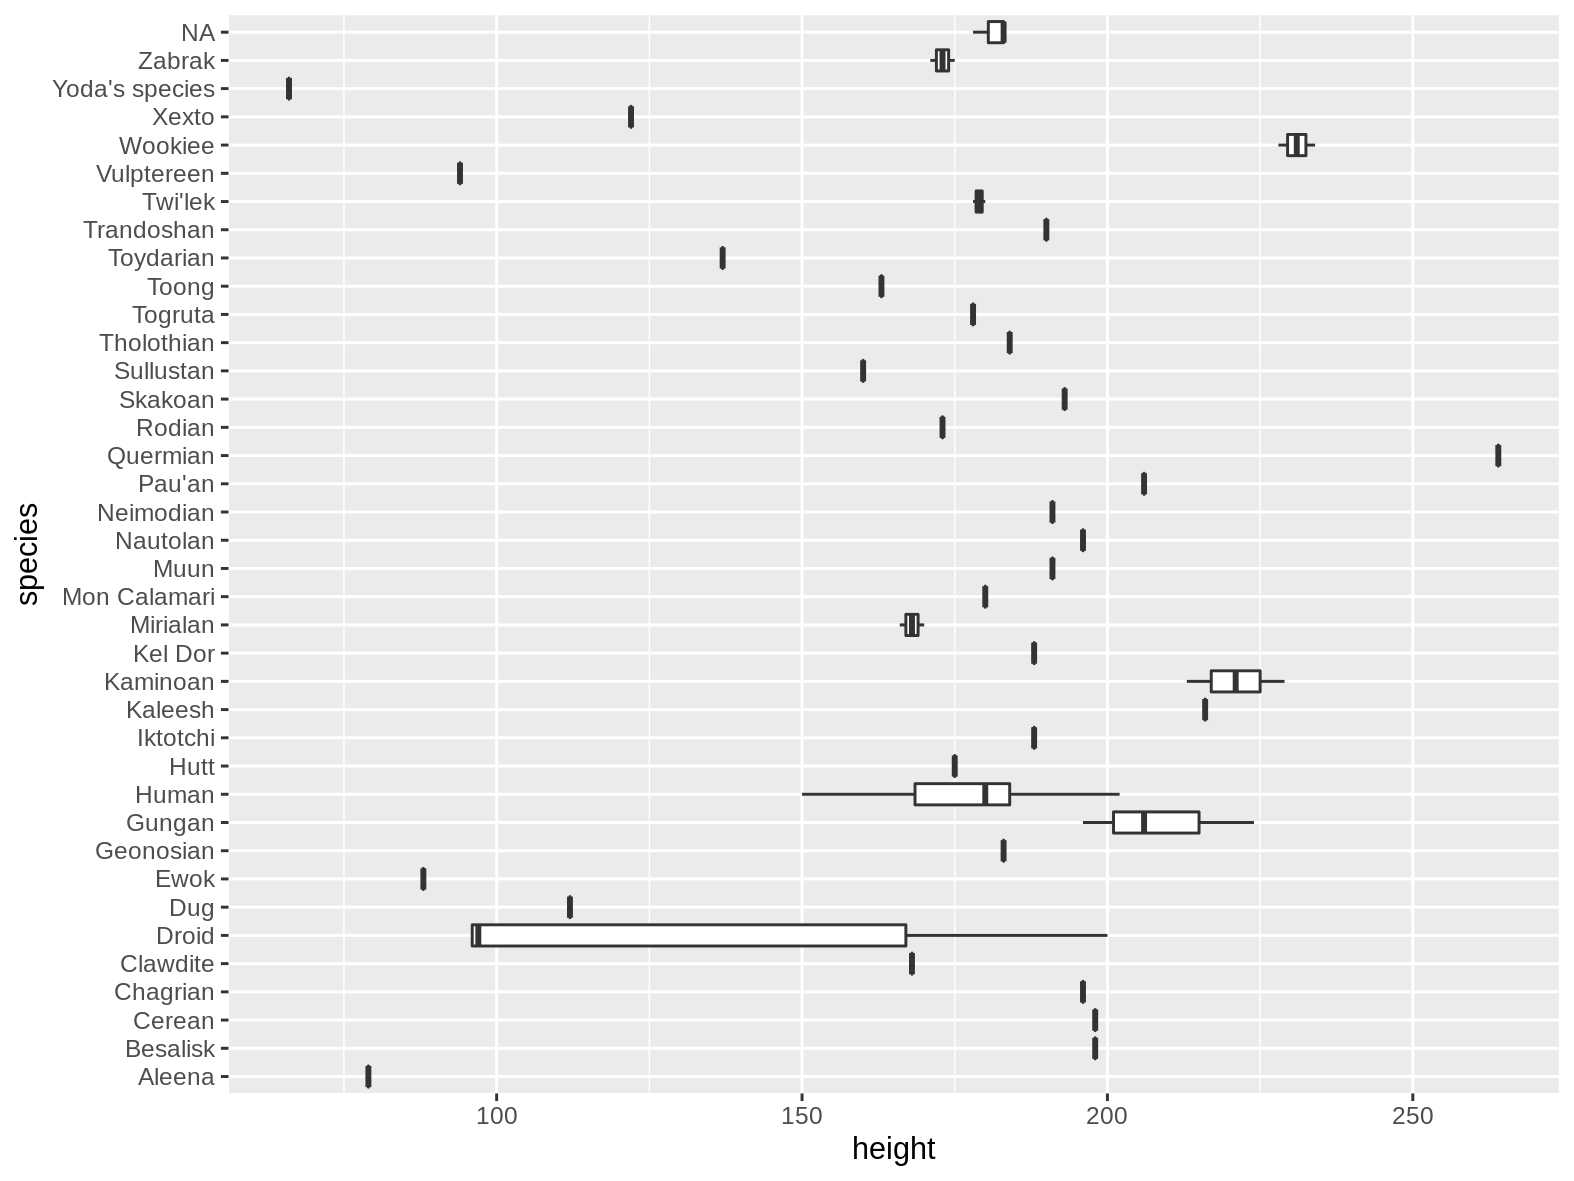 NA
Zabrak
Yoda's species
Xexto
Wookiee
Vulptereen
Twi'lek
Trandoshan
Toydarian
Toong
Togruta
Tholothian
Sullustan
Skakoan
Rodian
Quermian
Pau'an
Neimodian
Nautolan
Muun
Mon Calamari
Mirialan
Kel Dor
Kaminoan
Kaleesh
Iktotchi
Hutt
Human
Gungan
Geonosian
Ewok
Dug
Droid
Clawdite
Chagrian
Cerean
Besalisk
Aleena
species
100 150 200 250
height